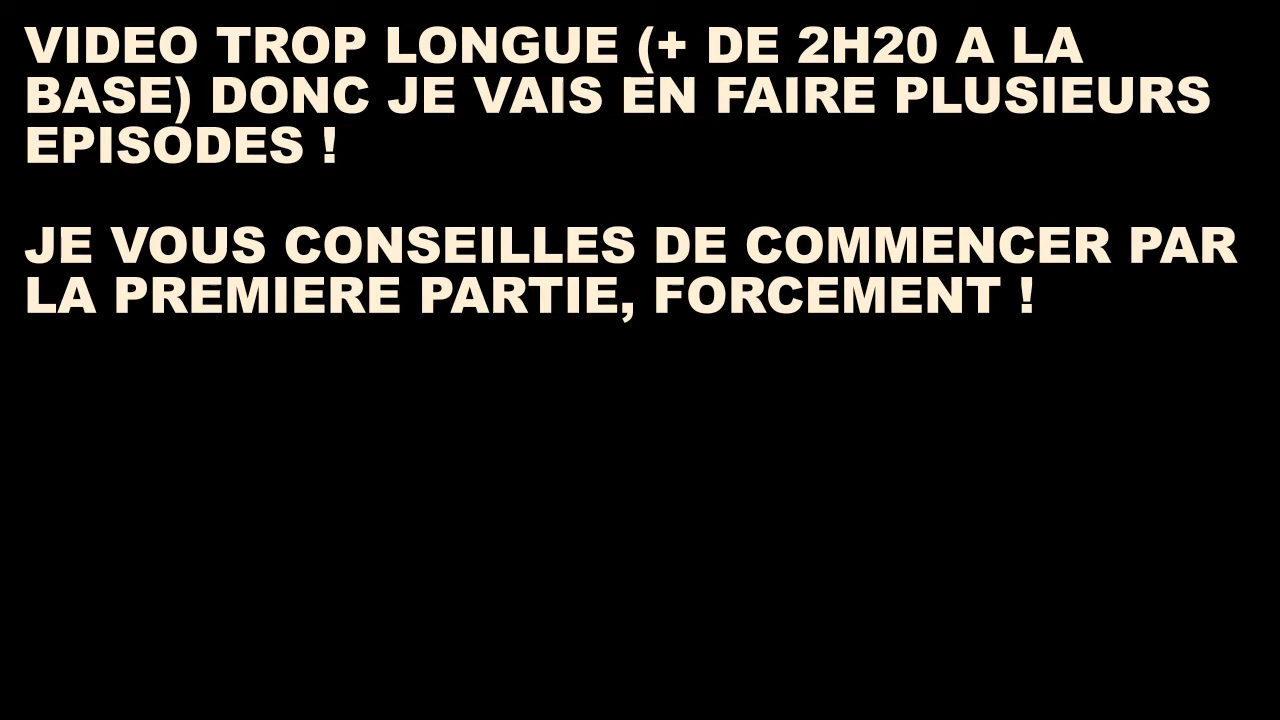 VIDEO TROP LONGUE (+ DE 2H20 A LA
BASE) DONC JE VAIS EN FAIRE PLUSIEURS
EPISODES !
JE VOUS CONSEILLES DE COMMENCER PAR
LA PREMIERE PARTIE, FORCEMENT !